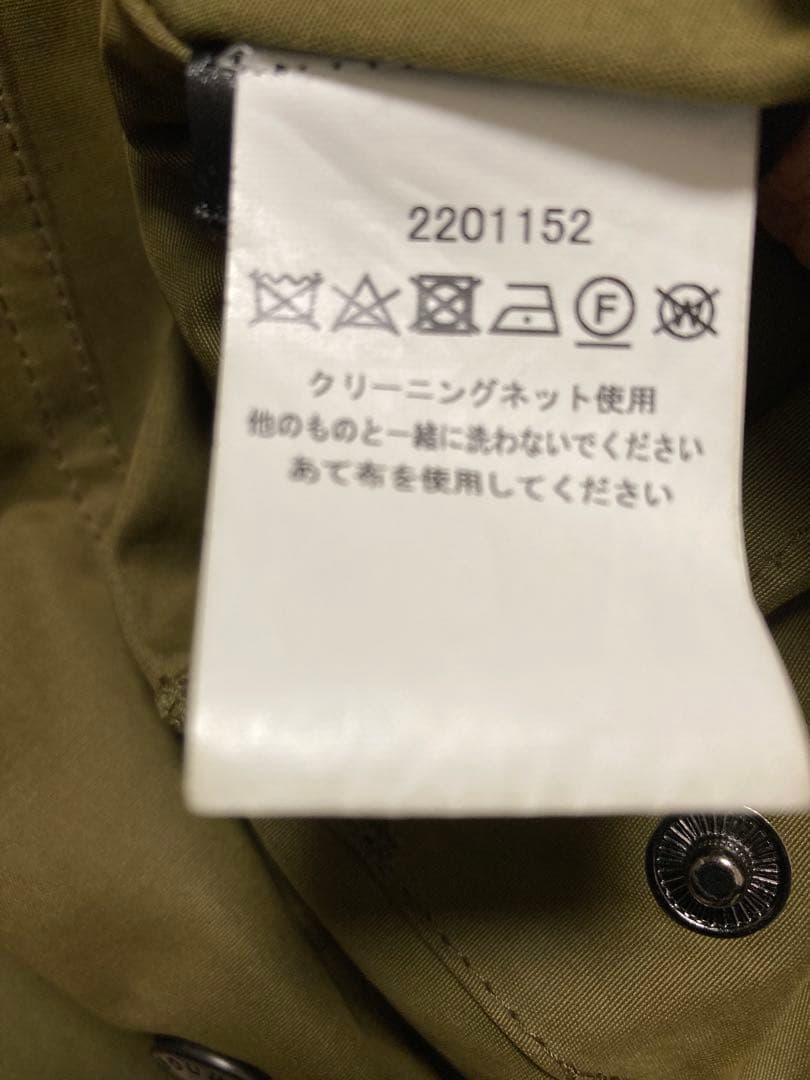 2201152
F W
クリーニングネット使用
他のものと一緒に洗わないでください
あて布を使用してください